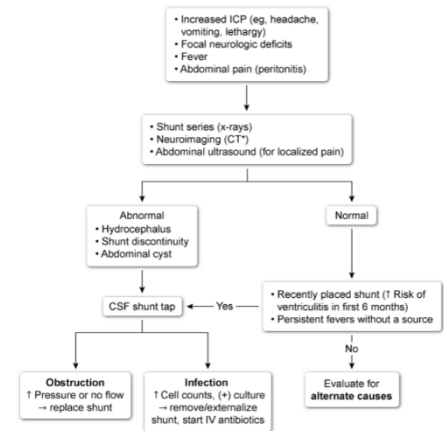 • Increased ICP (eg, headache,
vomiting, lethargy)
• Focal neurologic deficits
• Fever
• Abdominal pain (peritonitis)
• Shunt series (x-rays)
• Neuroimaging (CT*)
• Abdominal ultrasound (for localized pain)
Abnormal
• Hydrocephalus
• Shunt discontinuity
• Abdominal cyst
Normal
CSF shunt tap
Yes
• Recently placed shunt (↑ Risk of
ventriculitis in first 6 months)
• Persistent fevers without a source
No
Obstruction
↑ Pressure or no flow
→ replace shunt
Infection
↑ Cell counts, (+) culture
→ remove/externalize
shunt, start IV antibiotics
Evaluate for
alternate causes